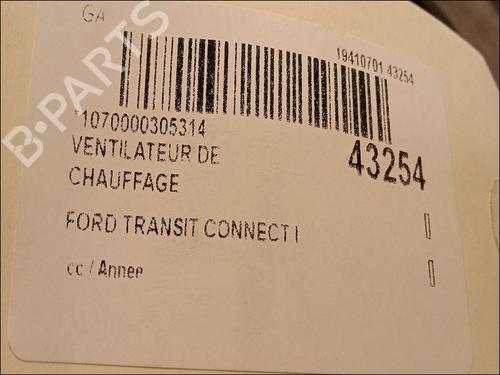 GA
19410701 43254
*1070000305314
43254
VENTILATEUR DE
CHAUFFAGE
FORD TRANSIT CONNECT I
cc / Annee
B-PARTS